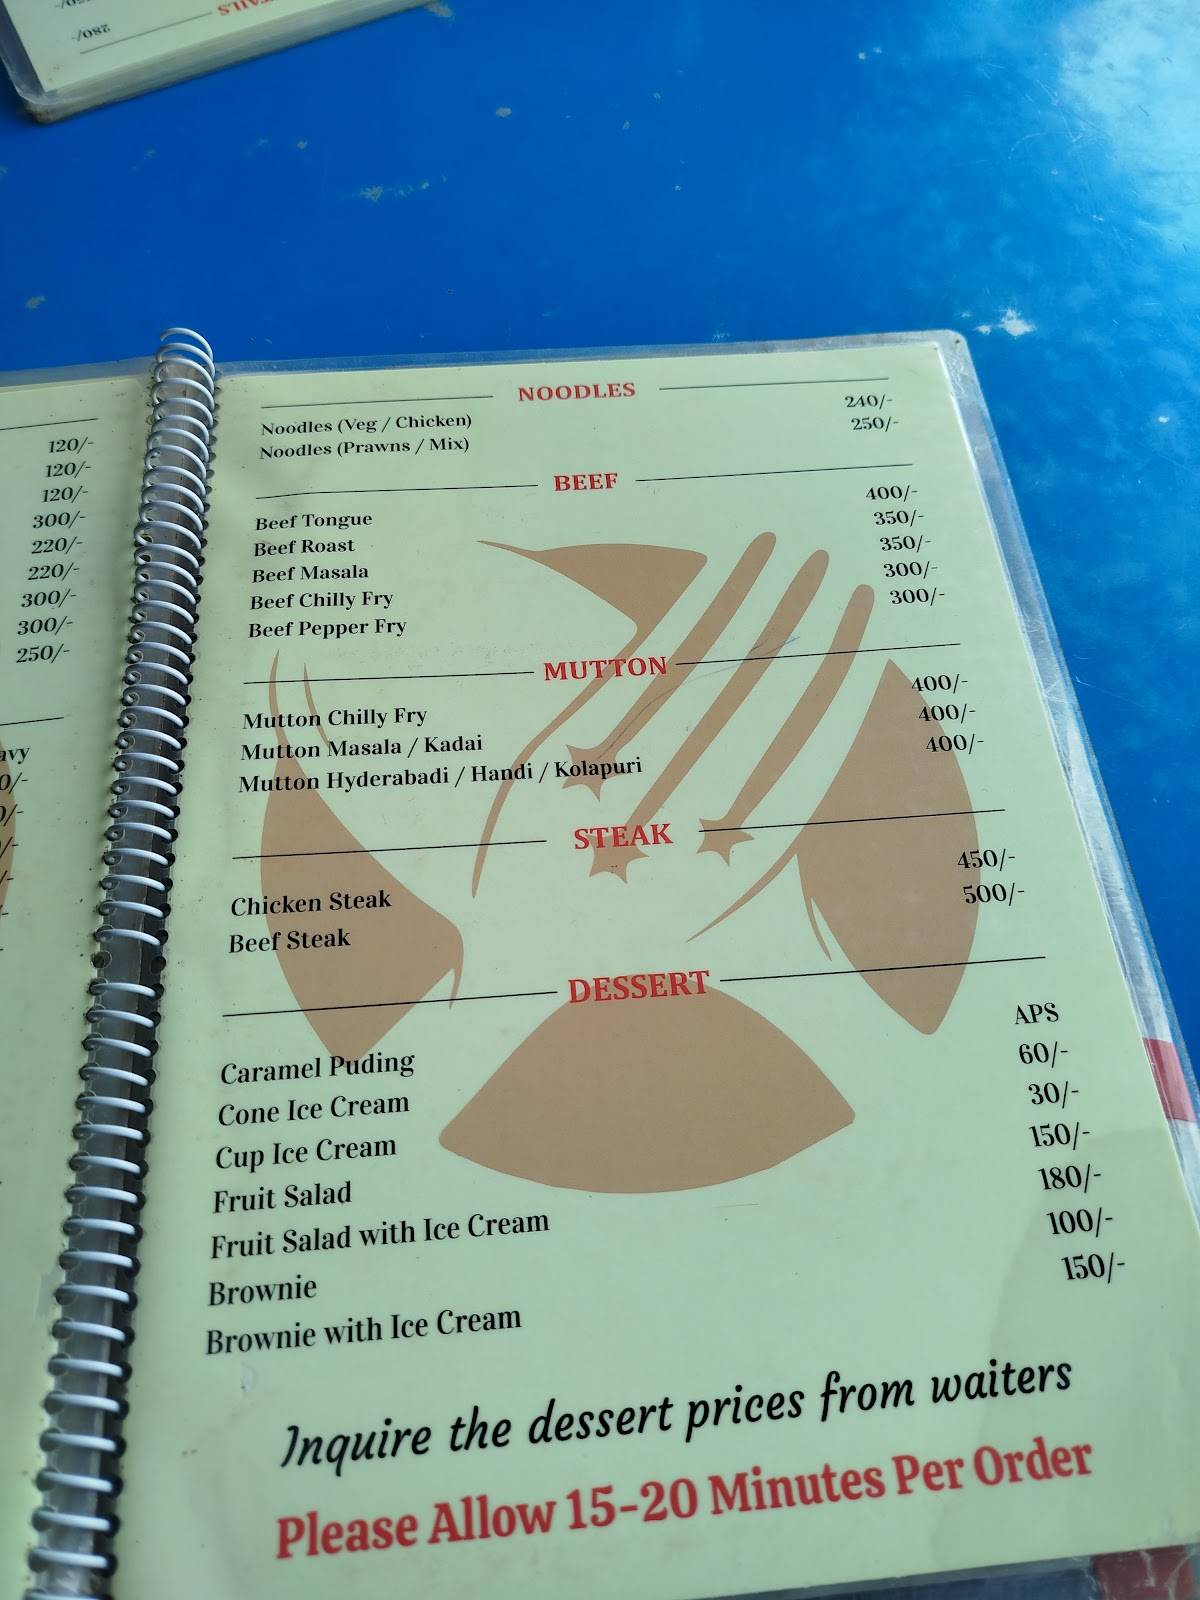 TAILS
280/-
120/-
120/-
120/-
300/-
220/-
220/-
300/-
300/-
250/-
NOODLES
Noodles (Veg / Chicken) 240/-
Noodles (Prawns / Mix) 250/-
BEEF
Beef Tongue 400/-
Beef Roast 350/-
Beef Masala 350/-
Beef Chilly Fry 300/-
Beef Pepper Fry 300/-
MUTTON
Mutton Chilly Fry 400/-
Mutton Masala / Kadai 400/-
Mutton Hyderabadi / Handi / Kolapuri 400/-
STEAK
Chicken Steak 450/-
Beef Steak 500/-
DESSERT
Caramel Puding APS
Cone Ice Cream 60/-
Cup Ice Cream 30/-
Fruit Salad 150/-
Fruit Salad with Ice Cream 180/-
Brownie 100/-
Brownie with Ice Cream 150/-
Inquire the dessert prices from waiters
Please Allow 15-20 Minutes Per Order